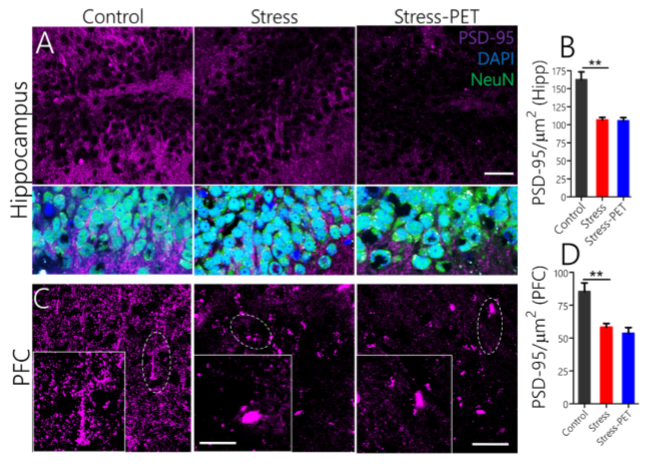 Control Stress Stress-PET
A
Hippocampus
PSD-95
DAPI
NeuN
B
PSD-95/µm² (Hipp)
175
150
125
100
75
50
25
0
**
Control
Stress
Stress-PET
C
PFC
D
PSD-95/µm² (PFC)
100
75
50
25
0
**
Control
Stress
Stress-PET